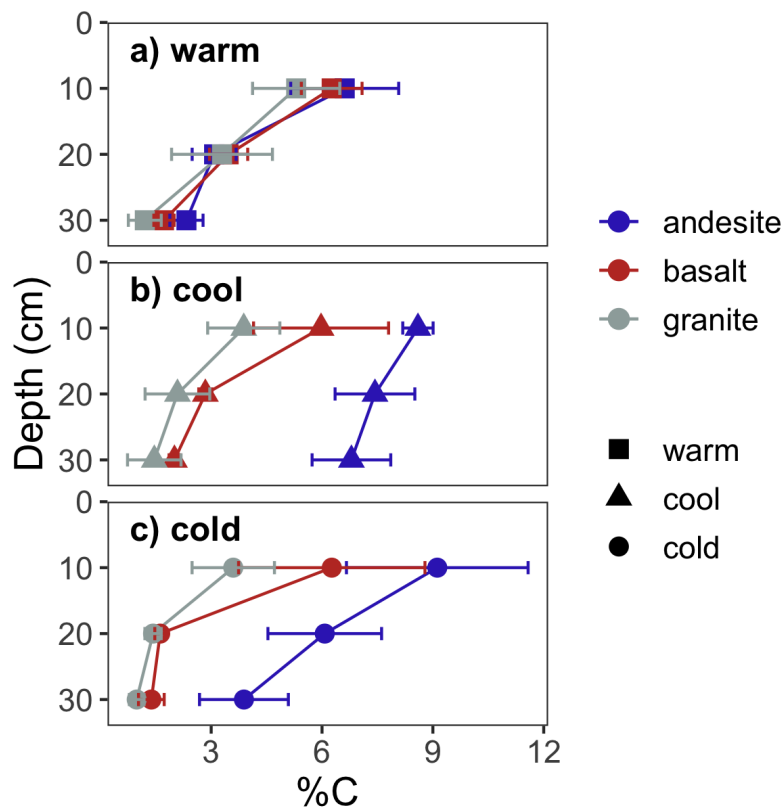 0
a) warm
10
20
30
0
b) cool
10
20
30
0
c) cold
10
20
30
Depth (cm)
3 6 9 12
%C
andesite
basalt
granite
warm
cool
cold